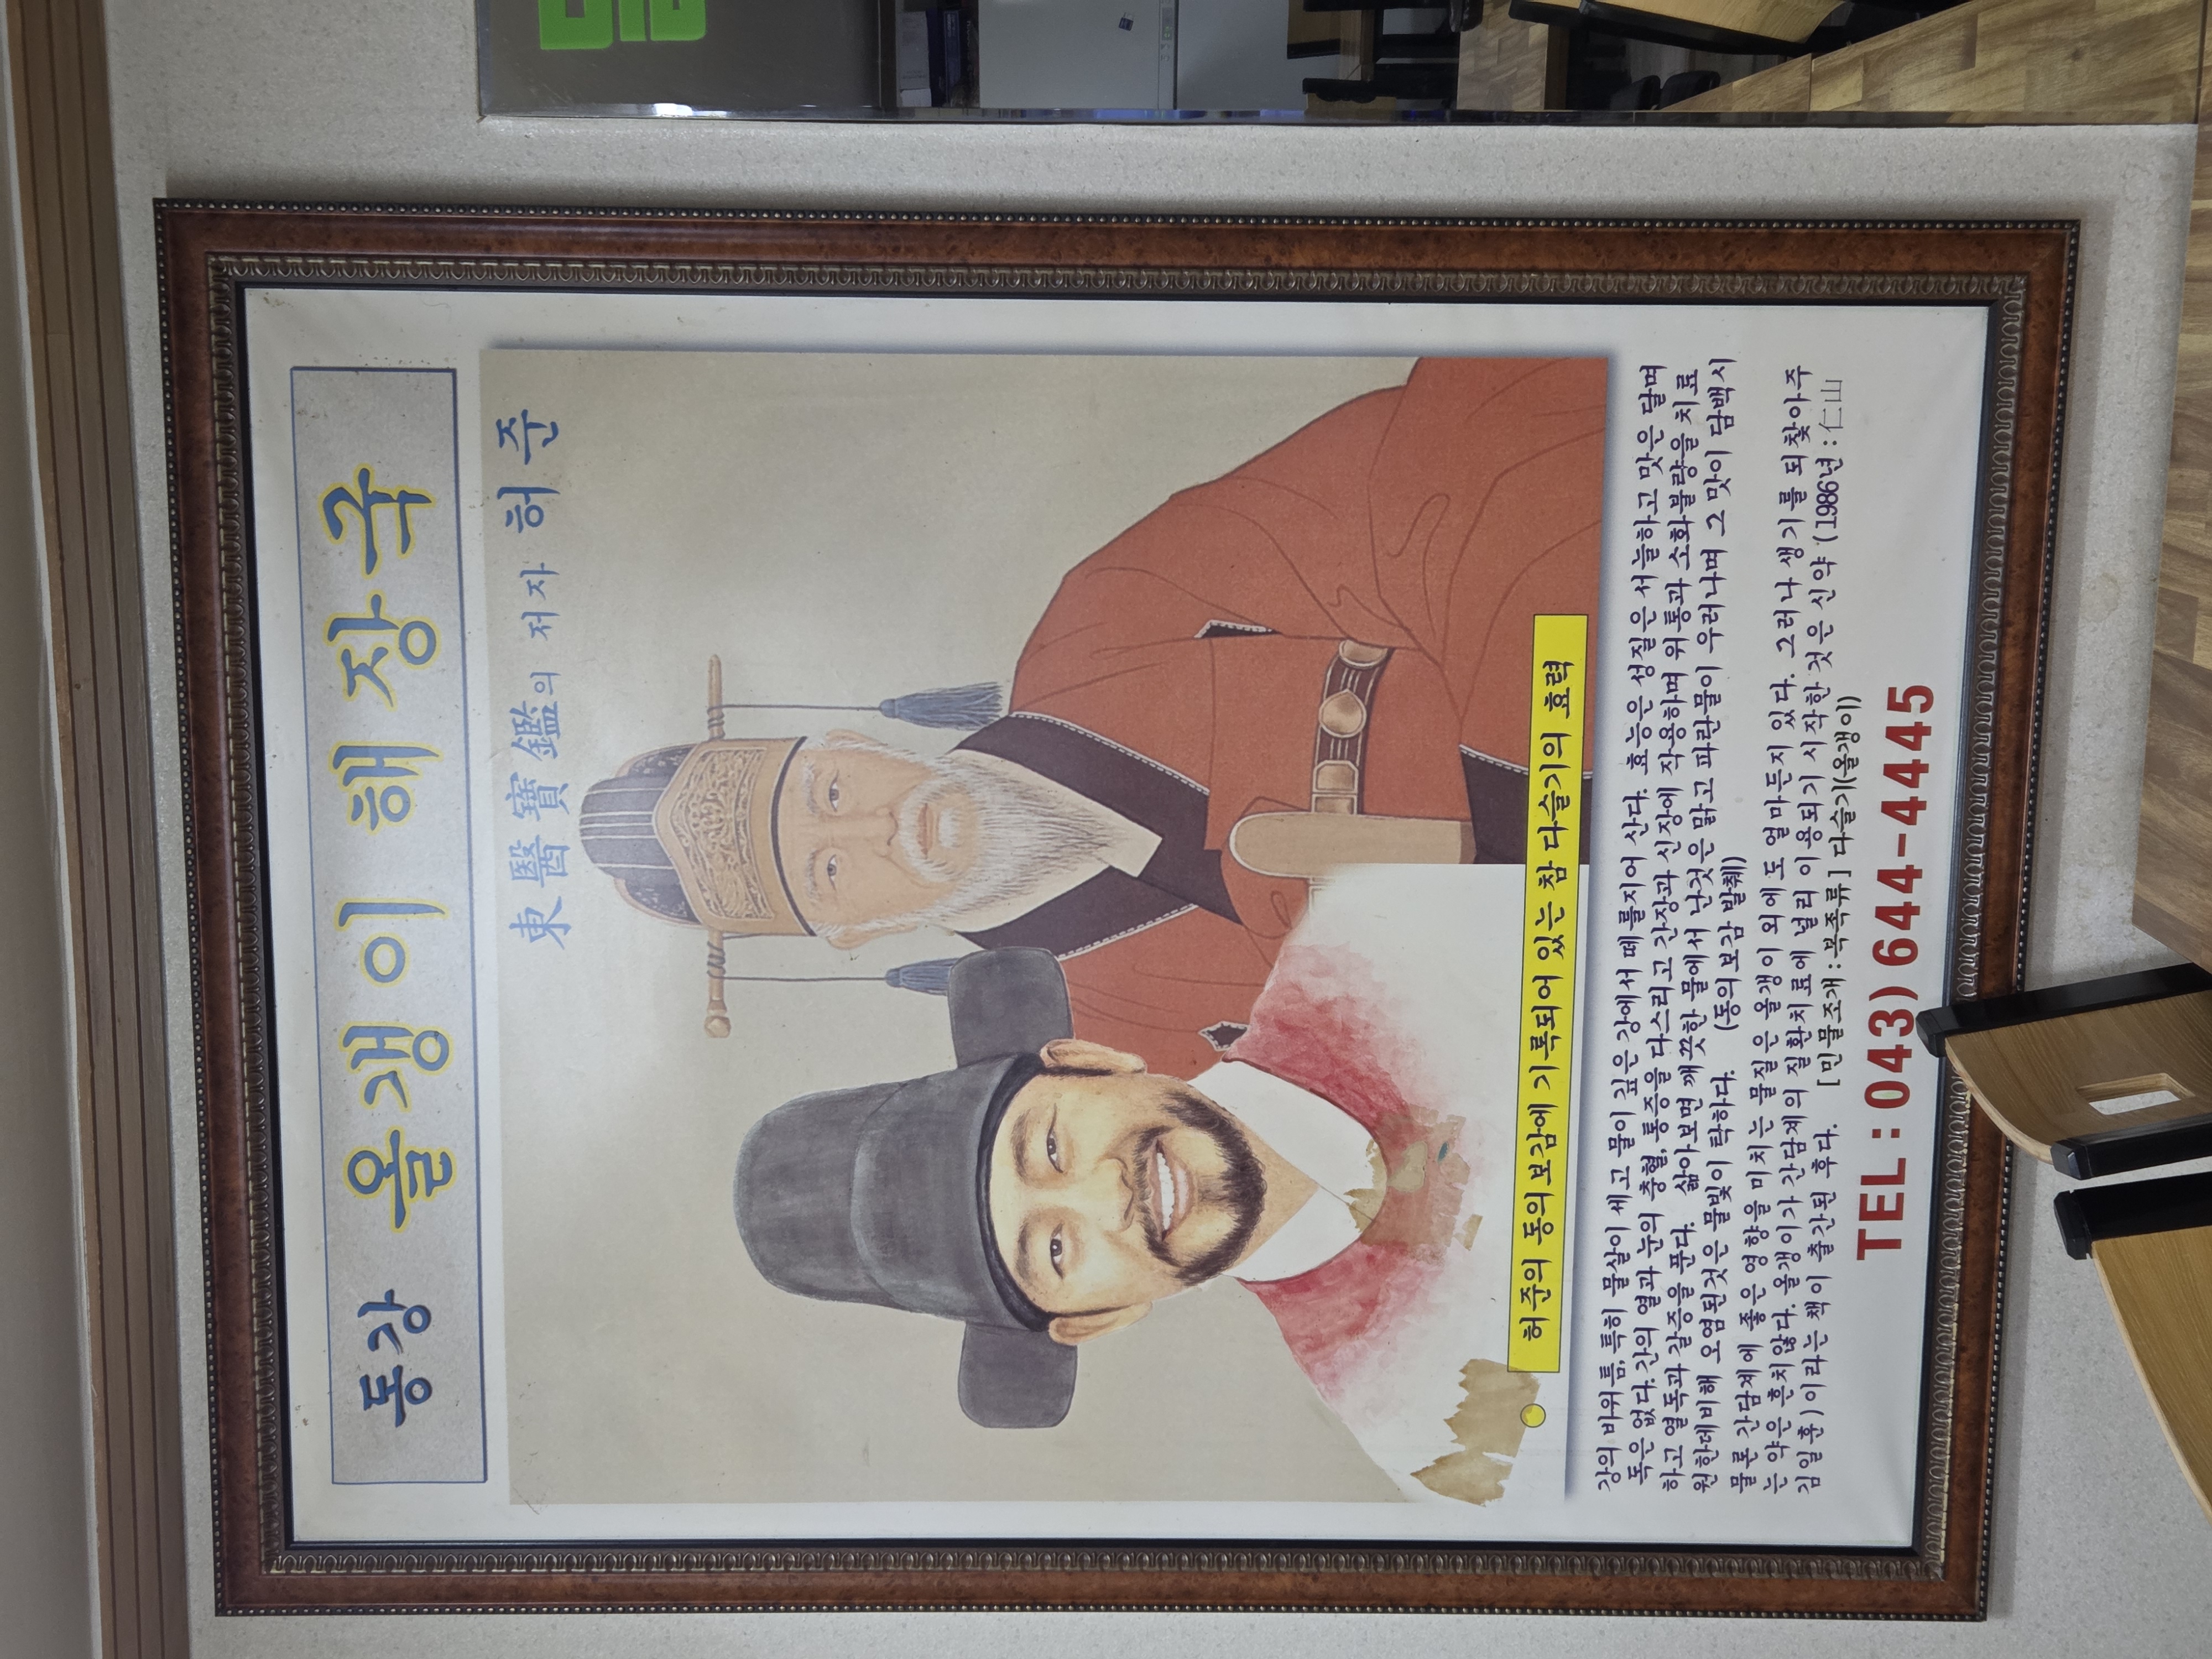 동강 올갱이 해장국
東醫寶鑑의 저자 허준
허준의 동의보감에 기록되어 있는 참 다슬기의 효력
강의 바위틈, 특히 물살이 세고 물이 깊은 강에서 떼를지어 산다. 효능은 성질은 서늘하고 맛은 달며
독은 없다. 간의 열과 눈의 충혈, 통증을 다스리고 간장과 신장에 작용하며 위통과 소화불량을 치료
하고 열독과 갈증을 푼다. 삶아보면 깨끗한 물에서 난것은 맑고 파란물이 우러나며 그 맛이 담백시
원한데비해 오염된것은 물빛이 탁하다. (동의보감 발췌)
물론 간담계에 좋은 영향을 미치는 물질은 올갱이 외에도 얼마든지 있다. 그러나 생기를 되찾아주
는 약은 흔치않다. 올갱이가 간담계의 질환치료에 널리 이용되기 시작한 것은 신약 (1986년 : 仁山
김일훈) 이라는 책이 출간된 후다. [민물조개 : 복족류] 다슬기(올갱이)
TEL : 043) 644-4445